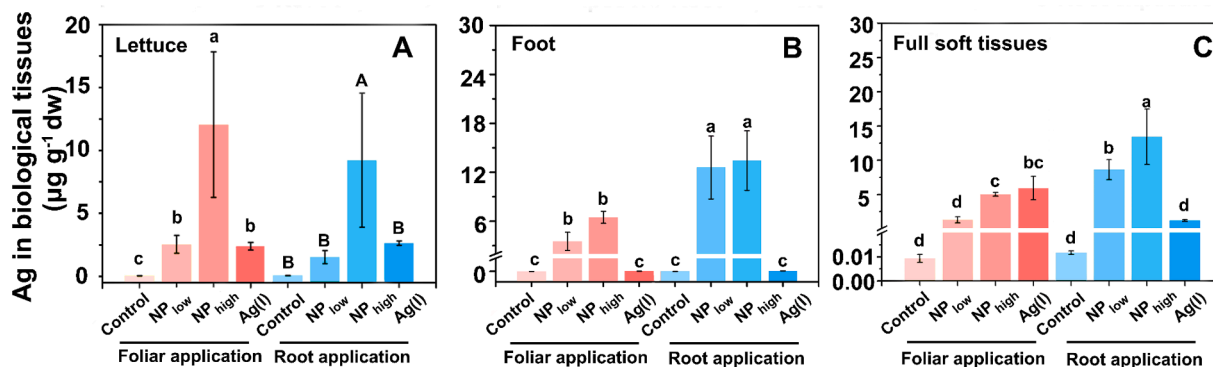 Ag in biological tissues
(µg g⁻¹ dw)
Lettuce
A
20
15
10
5
0
c
b
a
b
B
B
A
B
Control
NP low
NP high
Ag(I)
Control
NP low
NP high
Ag(I)
Foliar application
Root application
Foot
B
30
24
18
12
6
0
c
b
b
c
c
a
a
c
Control
NP low
NP high
Ag(I)
Control
NP low
NP high
Ag(I)
Foliar application
Root application
Full soft tissues
C
30
25
20
15
10
5
0.01
0.00
d
d
c
bc
d
b
a
d
Control
NP low
NP high
Ag(I)
Control
NP low
NP high
Ag(I)
Foliar application
Root application